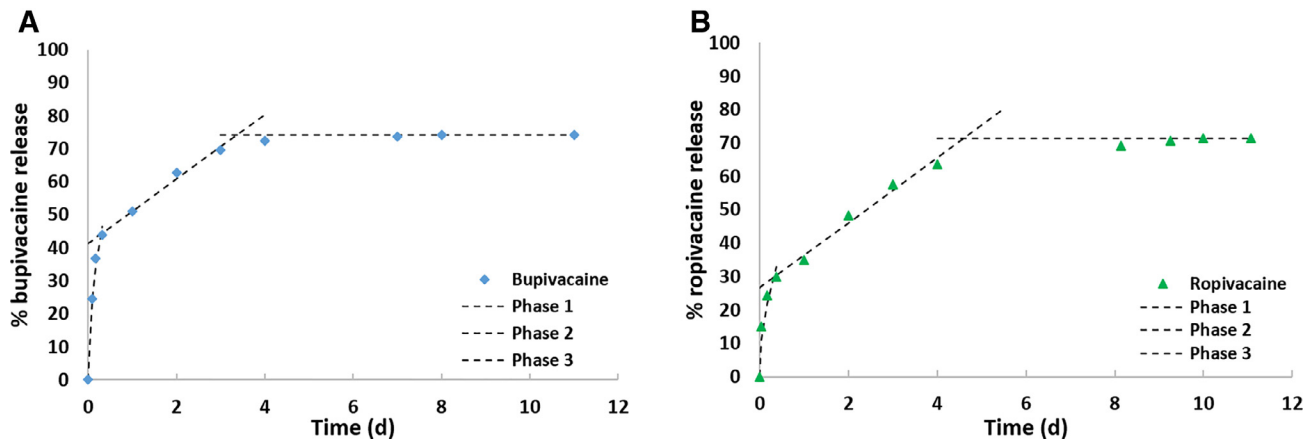 A
% bupivacaine release
100
90
80
70
60
50
40
30
20
10
0
Bupivacaine
Phase 1
Phase 2
Phase 3
0 2 4 6 8 10 12
Time (d)
B
% ropivacaine release
100
90
80
70
60
50
40
30
20
10
0
Ropivacaine
Phase 1
Phase 2
Phase 3
0 2 4 6 8 10 12
Time (d)